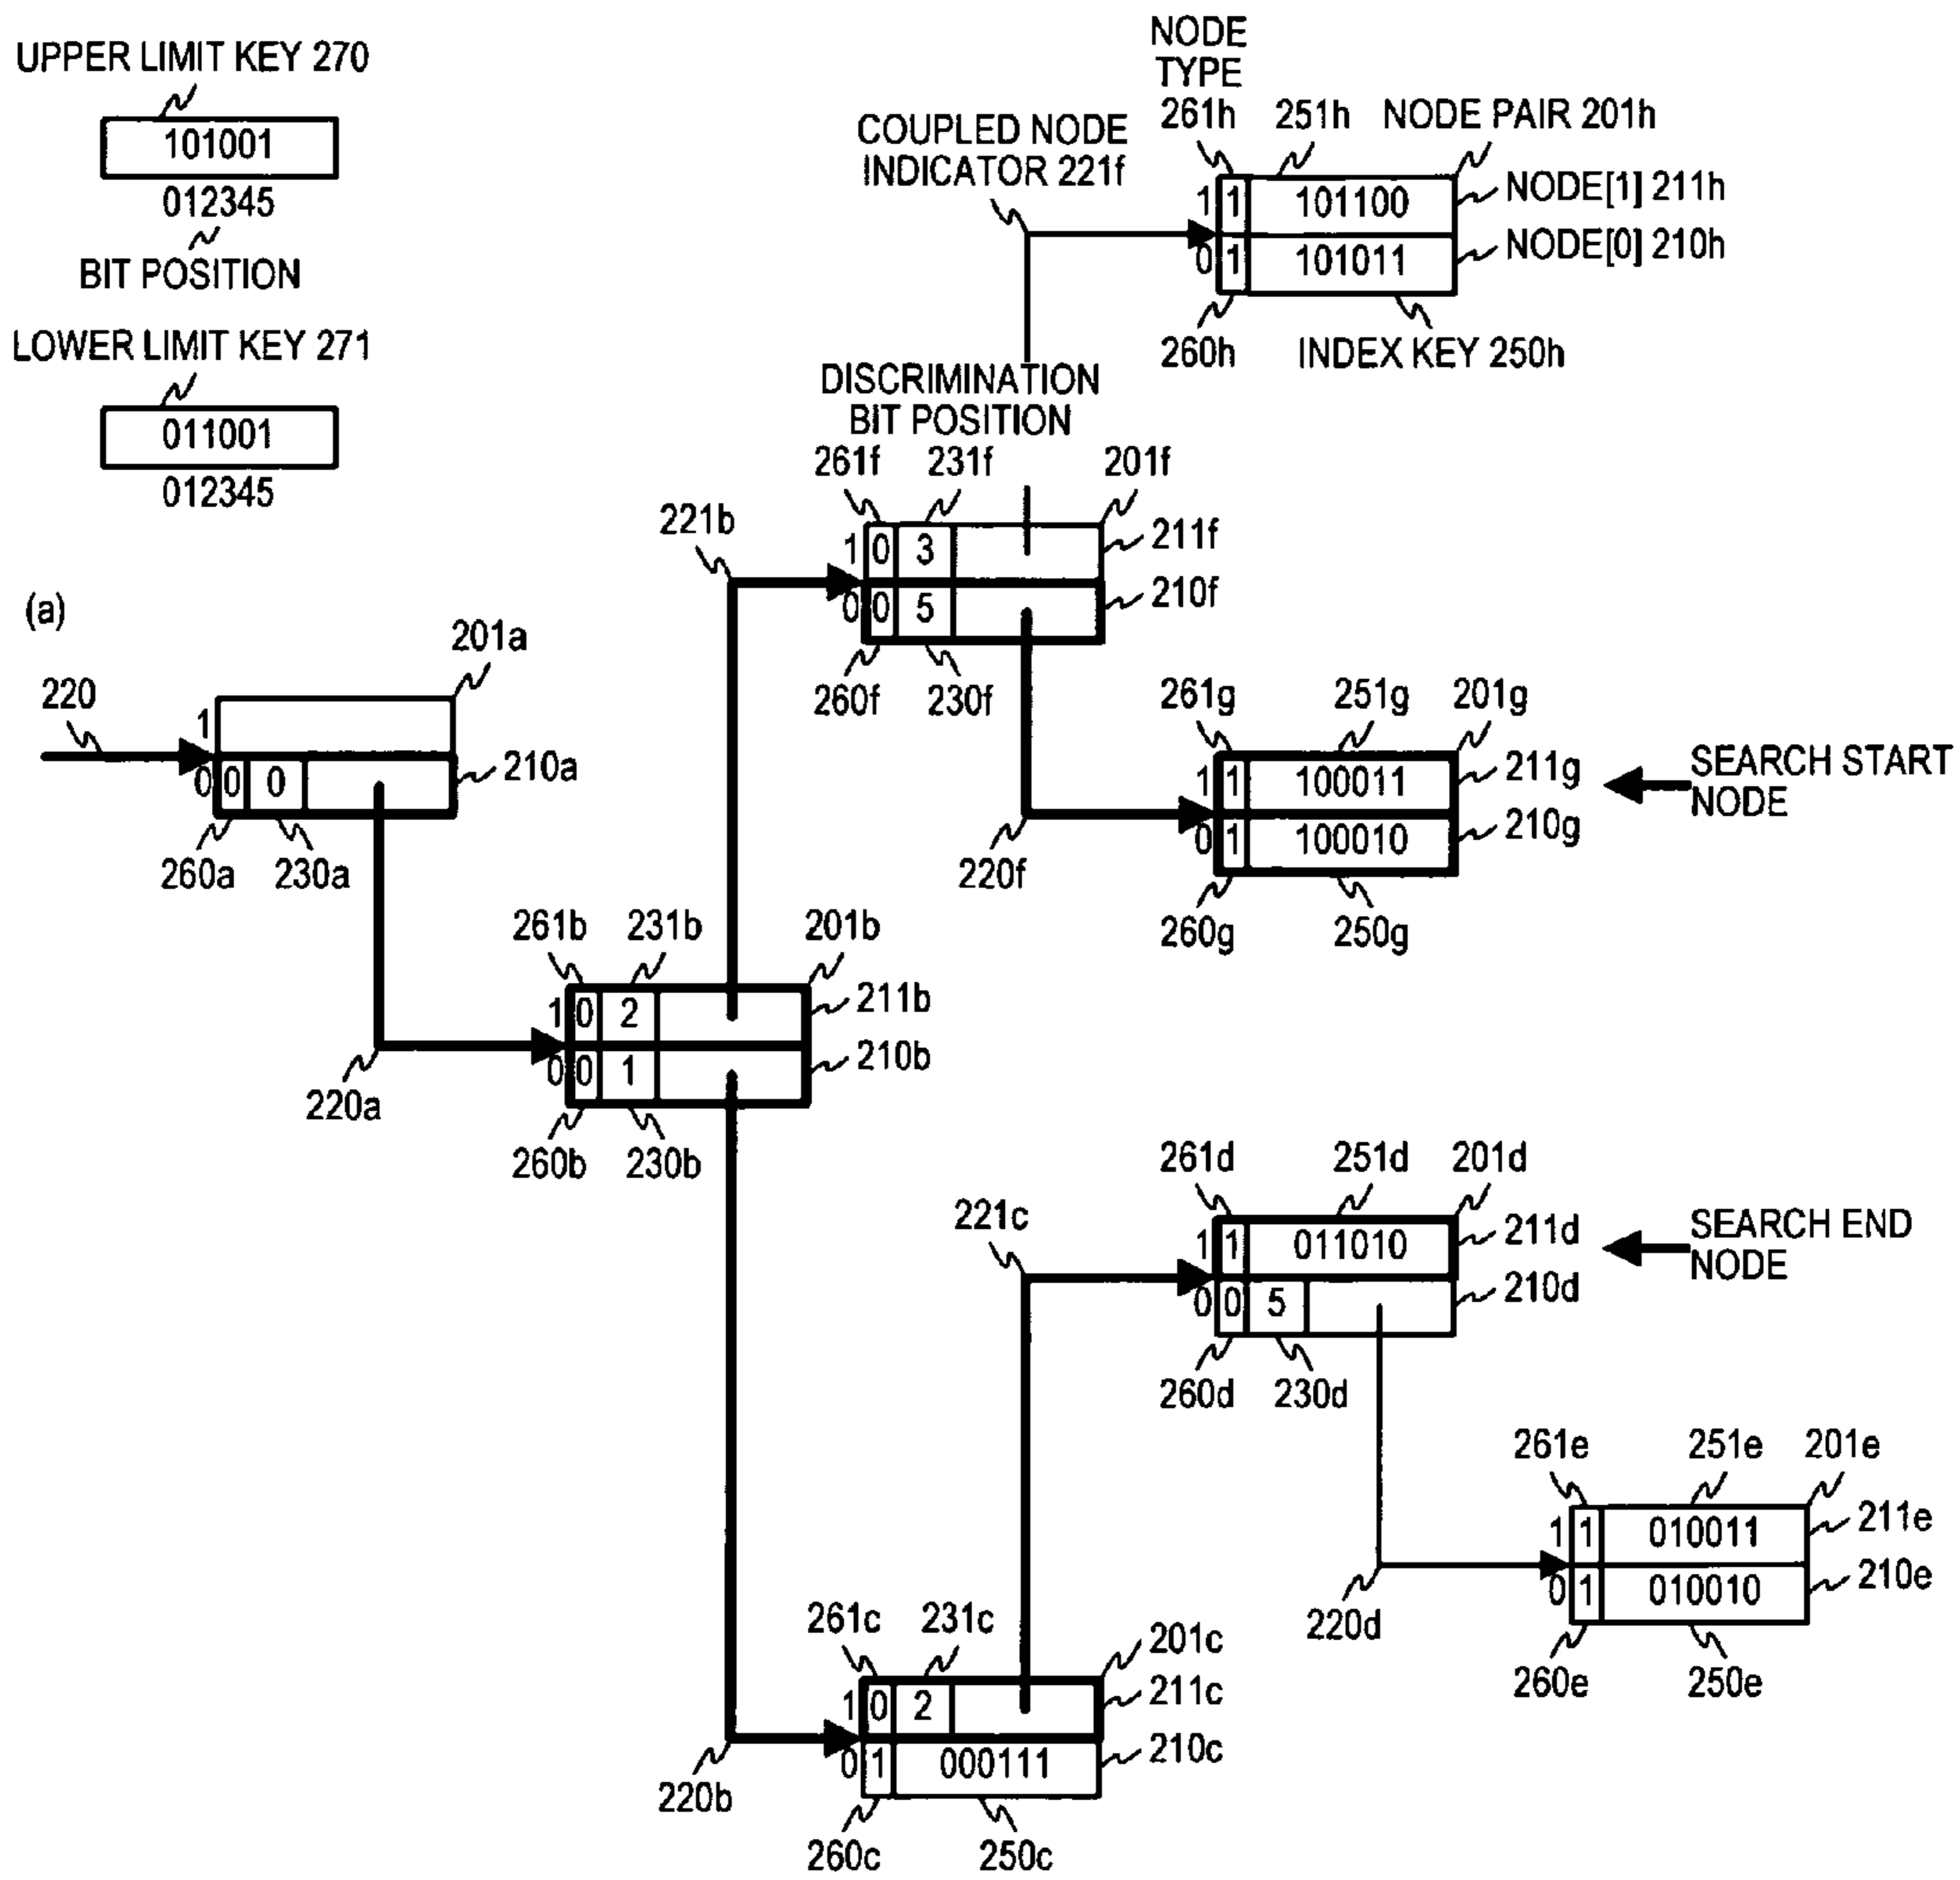 UPPER LIMIT KEY 270
101001
012345
BIT POSITION
LOWER LIMIT KEY 271
011001
012345
NODE
TYPE
261h 251h NODE PAIR 201h
COUPLED NODE
INDICATOR 221f
1 1 101100 NODE[1] 211h
0 1 101011 NODE[0] 210h
260h INDEX KEY 250h
DISCRIMINATION
BIT POSITION
261f 231f 201f
221b
1 0 3 211f
0 0 5 210f
260f 230f
(a)
201a
220
1
0 0 0 210a
260a 230a
261g 251g 201g
1 1 100011 211g
0 1 100010 210g
SEARCH START
NODE
220f
260g 250g
261b 231b 201b
1 0 2 211b
0 0 1 210b
220a
260b 230b
261d 251d 201d
221c
1 1 011010 211d
0 0 5 210d
SEARCH END
NODE
260d 230d
261e 251e 201e
1 1 010011 211e
0 1 010010 210e
220d
260e 250e
261c 231c 201c
1 0 2 211c
0 1 000111 210c
220b
260c 250c